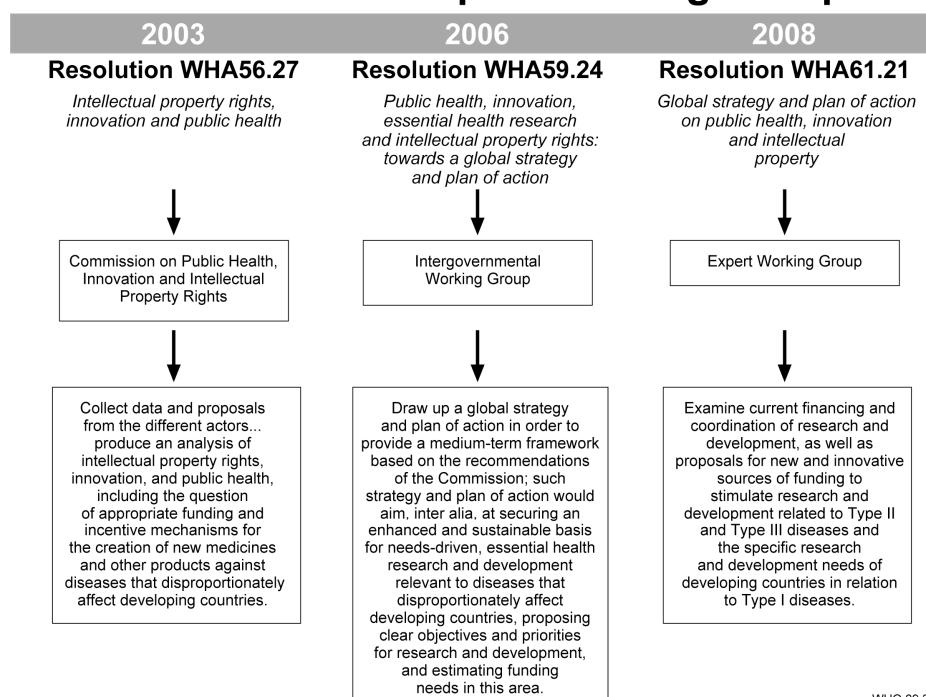 2003
Resolution WHA56.27
Intellectual property rights,
innovation and public health
Commission on Public Health,
Innovation and Intellectual
Property Rights
Collect data and proposals
from the different actors...
produce an analysis of
intellectual property rights,
innovation, and public health,
including the question
of appropriate funding and
incentive mechanisms for
the creation of new medicines
and other products against
diseases that disproportionately
affect developing countries.
2006
Resolution WHA59.24
Public health, innovation,
essential health research
and intellectual property rights:
towards a global strategy
and plan of action
Intergovernmental
Working Group
Draw up a global strategy
and plan of action in order to
provide a medium-term framework
based on the recommendations
of the Commission; such
strategy and plan of action would
aim, inter alia, at securing an
enhanced and sustainable basis
for needs-driven, essential health
research and development
relevant to diseases that
disproportionately affect
developing countries, proposing
clear objectives and priorities
for research and development,
and estimating funding
needs in this area.
2008
Resolution WHA61.21
Global strategy and plan of action
on public health, innovation
and intellectual
property
Expert Working Group
Examine current financing and
coordination of research and
development, as well as
proposals for new and innovative
sources of funding to
stimulate research and
development related to Type II
and Type III diseases and
the specific research
and development needs of
developing countries in relation
to Type I diseases.